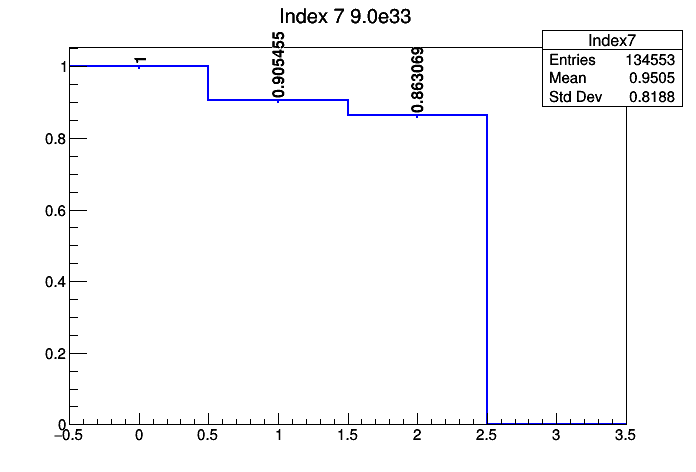 Index 7 9.0e33
Index7
Entries 134553
Mean 0.9505
Std Dev 0.8188
1
0.905455
0.863069
1
0.8
0.6
0.4
0.2
0
−0.5 0 0.5 1 1.5 2 2.5 3 3.5